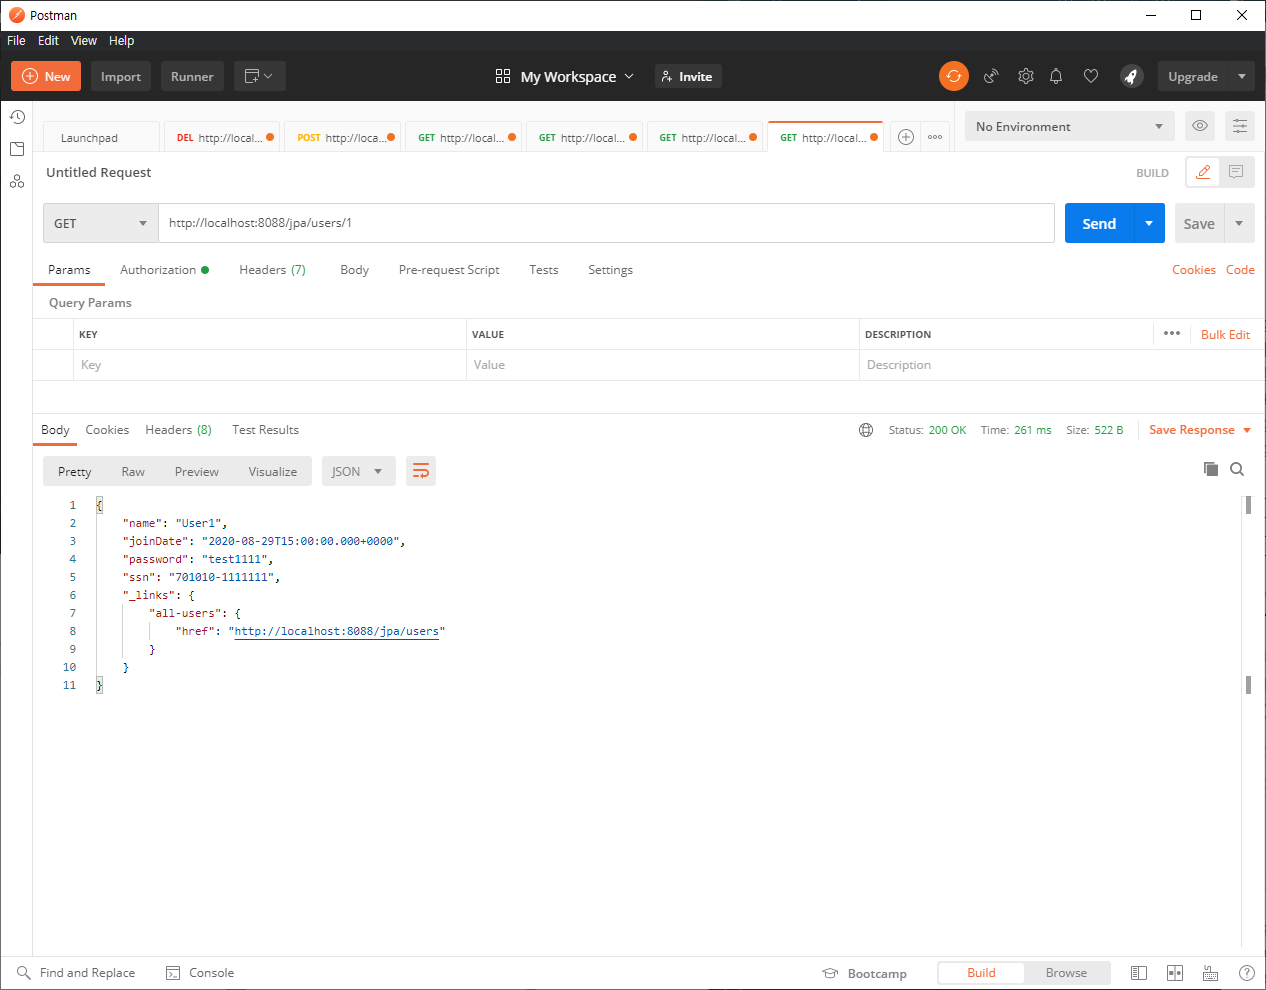 Postman
File Edit View Help
New Import Runner My Workspace Invite Upgrade
Launchpad DEL http://local... POST http://loca... GET http://local... GET http://local... GET http://local... GET http://local... No Environment
Untitled Request BUILD
GET http://localhost:8088/jpa/users/1 Send Save
Params Authorization Headers (7) Body Pre-request Script Tests Settings Cookies Code
Query Params
KEY VALUE DESCRIPTION Bulk Edit
Key Value Description
Body Cookies Headers (8) Test Results Status: 200 OK Time: 261 ms Size: 522 B Save Response
Pretty Raw Preview Visualize JSON
1 {
2 "name": "User1",
3 "joinDate": "2020-08-29T15:00:00.000+0000",
4 "password": "test1111",
5 "ssn": "701010-1111111",
6 "_links": {
7 "all-users": {
8 "href": "http://localhost:8088/jpa/users"
9 }
10 }
11 }
Find and Replace Console Bootcamp Build Browse